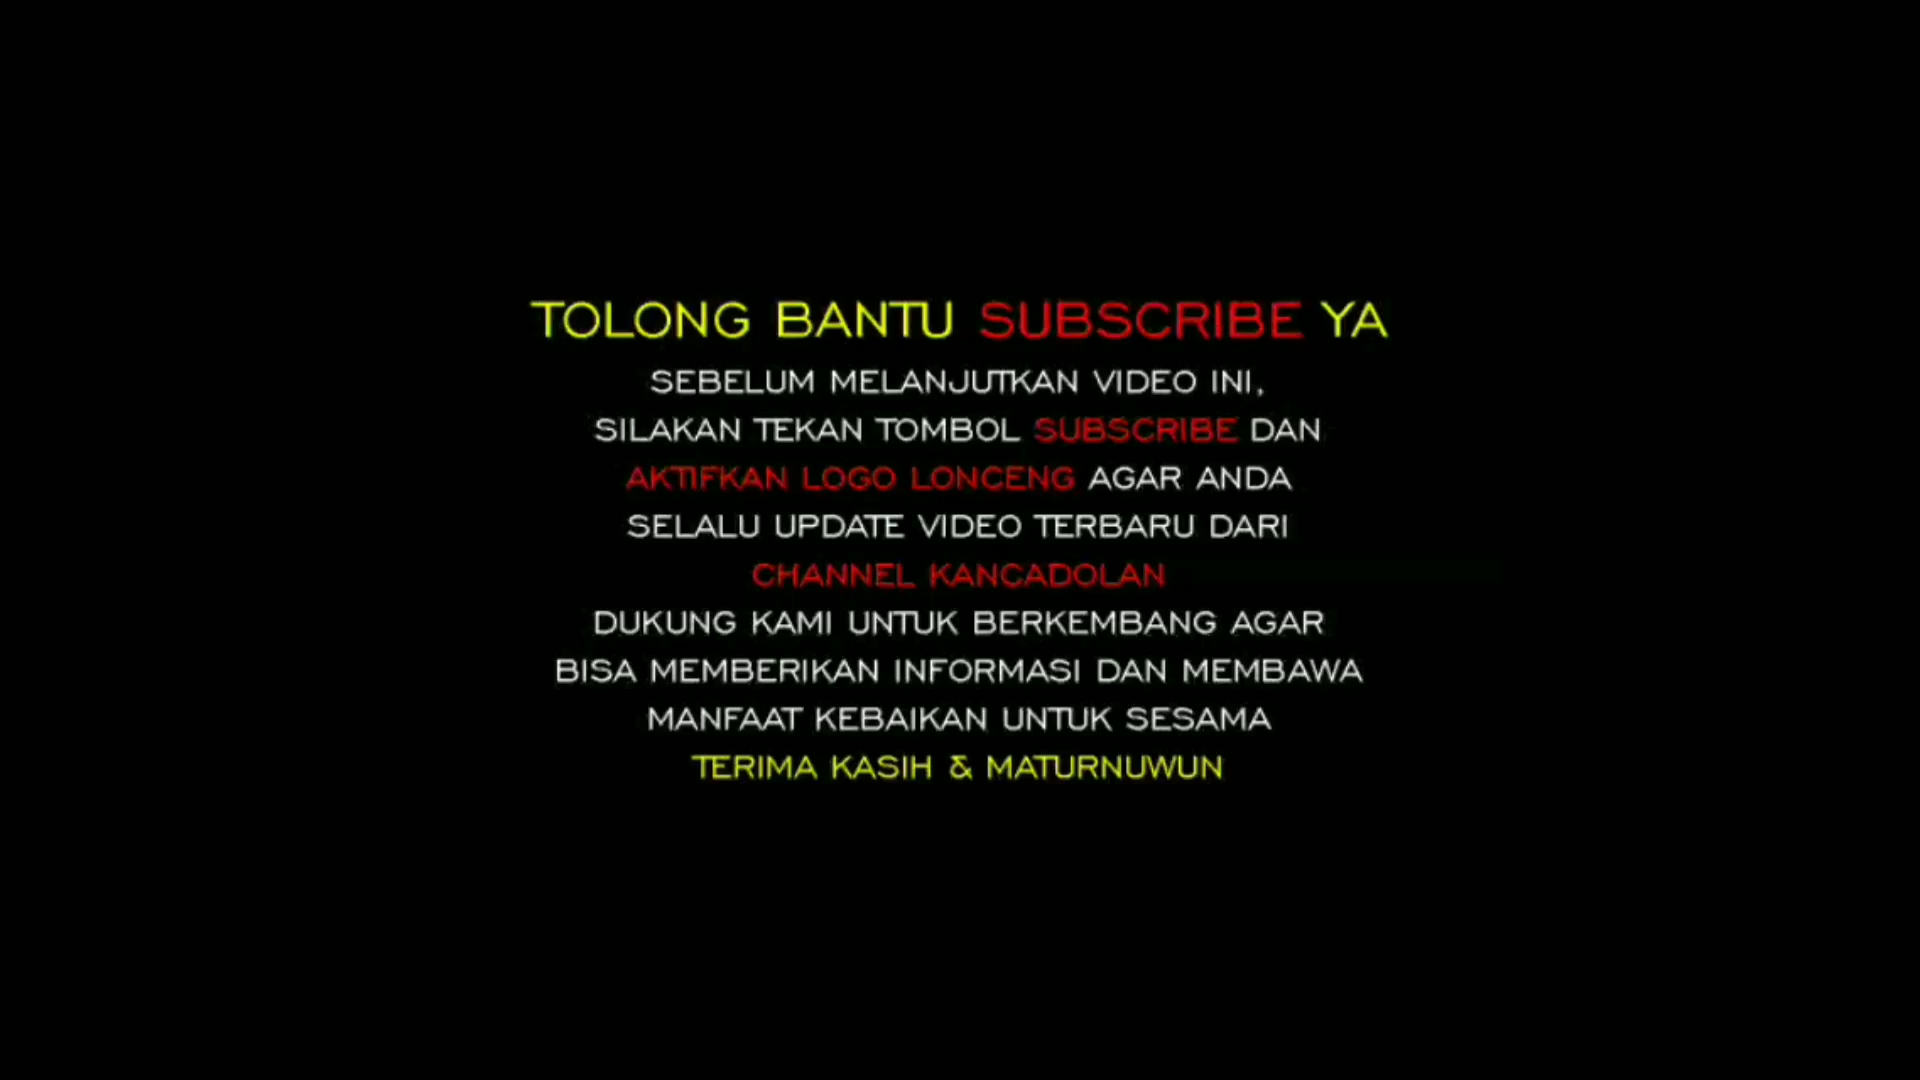 TOLONG BANTU SUBSCRIBE YA
SEBELUM MELANJUTKAN VIDEO INI,
SILAKAN TEKAN TOMBOL SUBSCRIBE DAN
AKTIFKAN LOGO LONCENG AGAR ANDA
SELALU UPDATE VIDEO TERBARU DARI
CHANNEL KANCADOLAN
DUKUNG KAMI UNTUK BERKEMBANG AGAR
BISA MEMBERIKAN INFORMASI DAN MEMBAWA
MANFAAT KEBAIKAN UNTUK SESAMA
TERIMA KASIH & MATURNUWUN